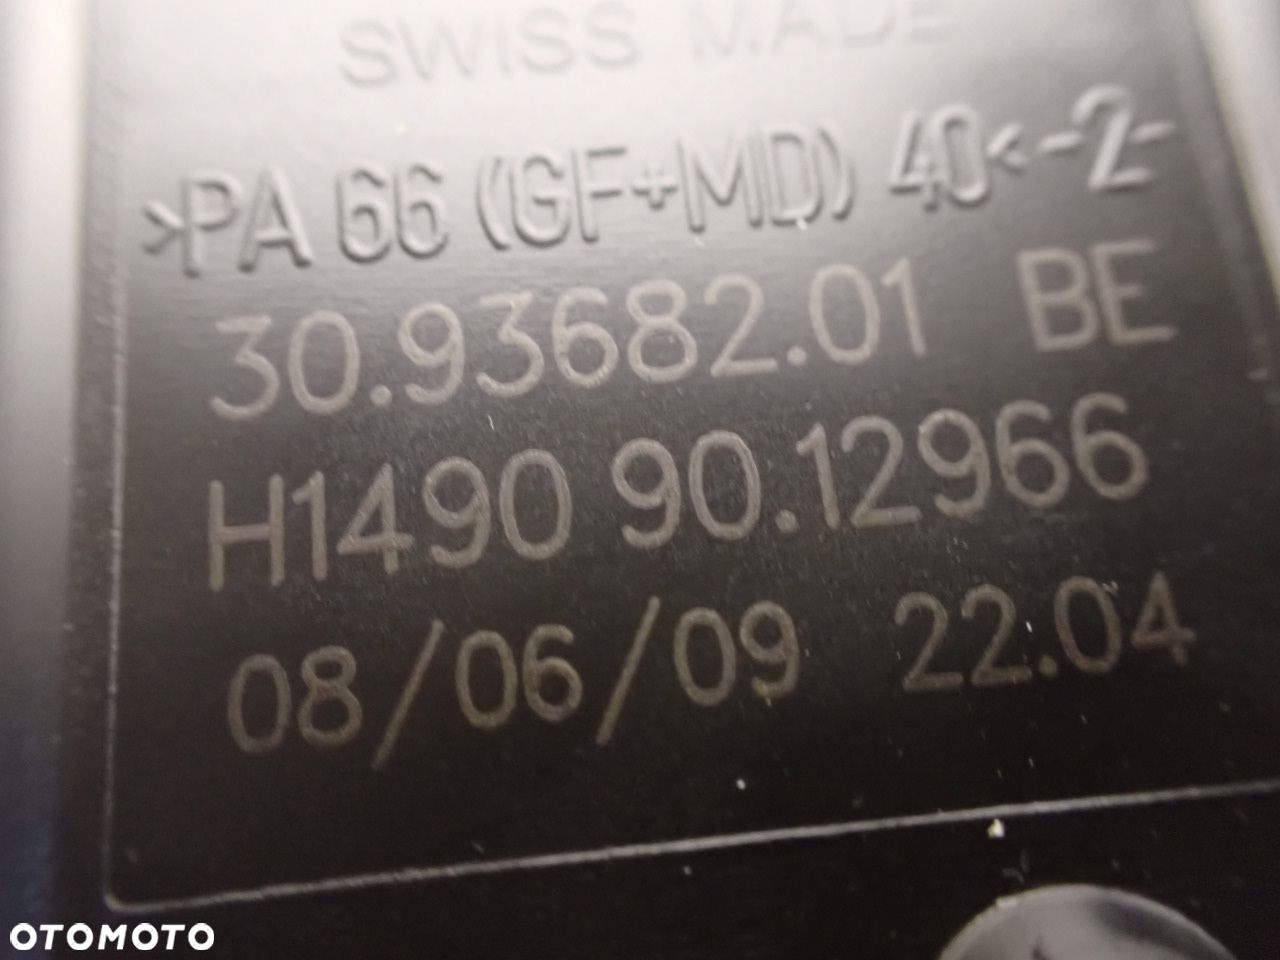 SWISS MADE
>PA 66 (GF+MD) 40< -2-
30.93682.01 BE
H1490 90.12966
08/06/09 22.04
OTOMOTO